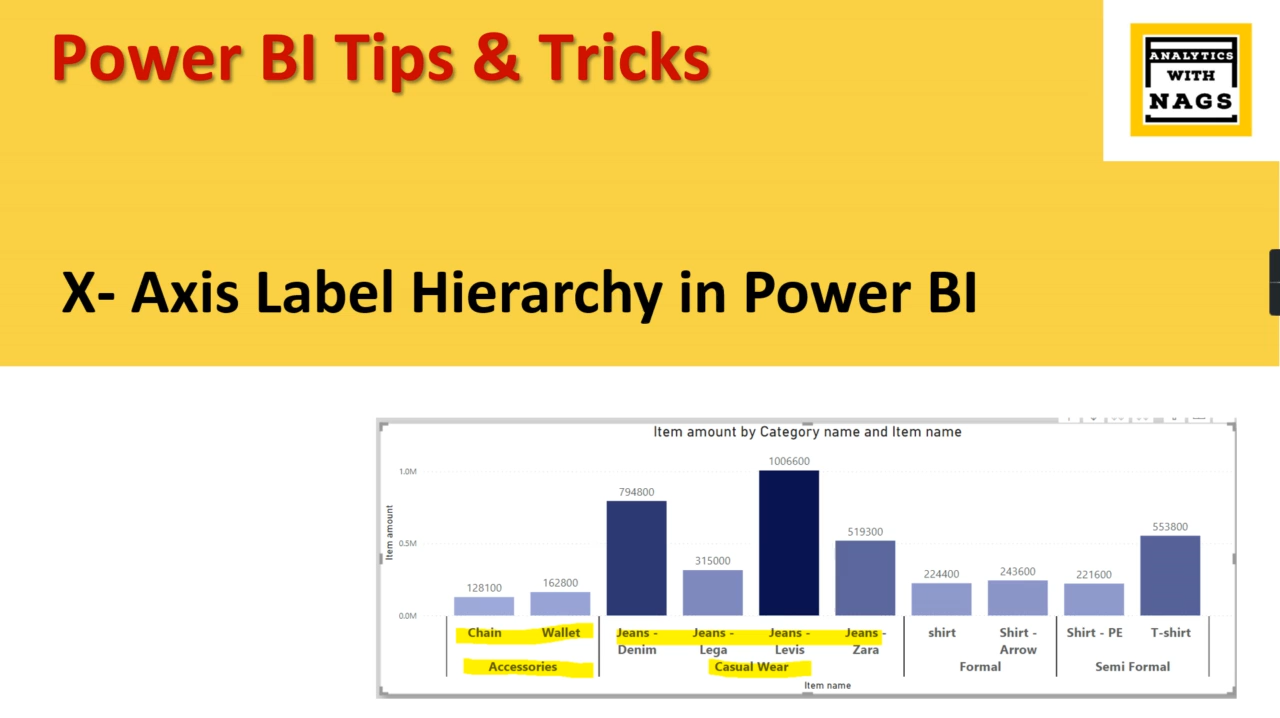 Power BI Tips & Tricks
ANALYTICS
WITH
NAGS
X- Axis Label Hierarchy in Power BI
Item amount by Category name and Item name
Item amount
1.0M
0.5M
0.0M
128100
162800
794800
315000
1006600
519300
224400
243600
221600
553800
Chain
Wallet
Jeans -
Denim
Jeans -
Lega
Jeans -
Levis
Jeans -
Zara
shirt
Shirt -
Arrow
Shirt - PE
T-shirt
Accessories
Casual Wear
Formal
Semi Formal
Item name